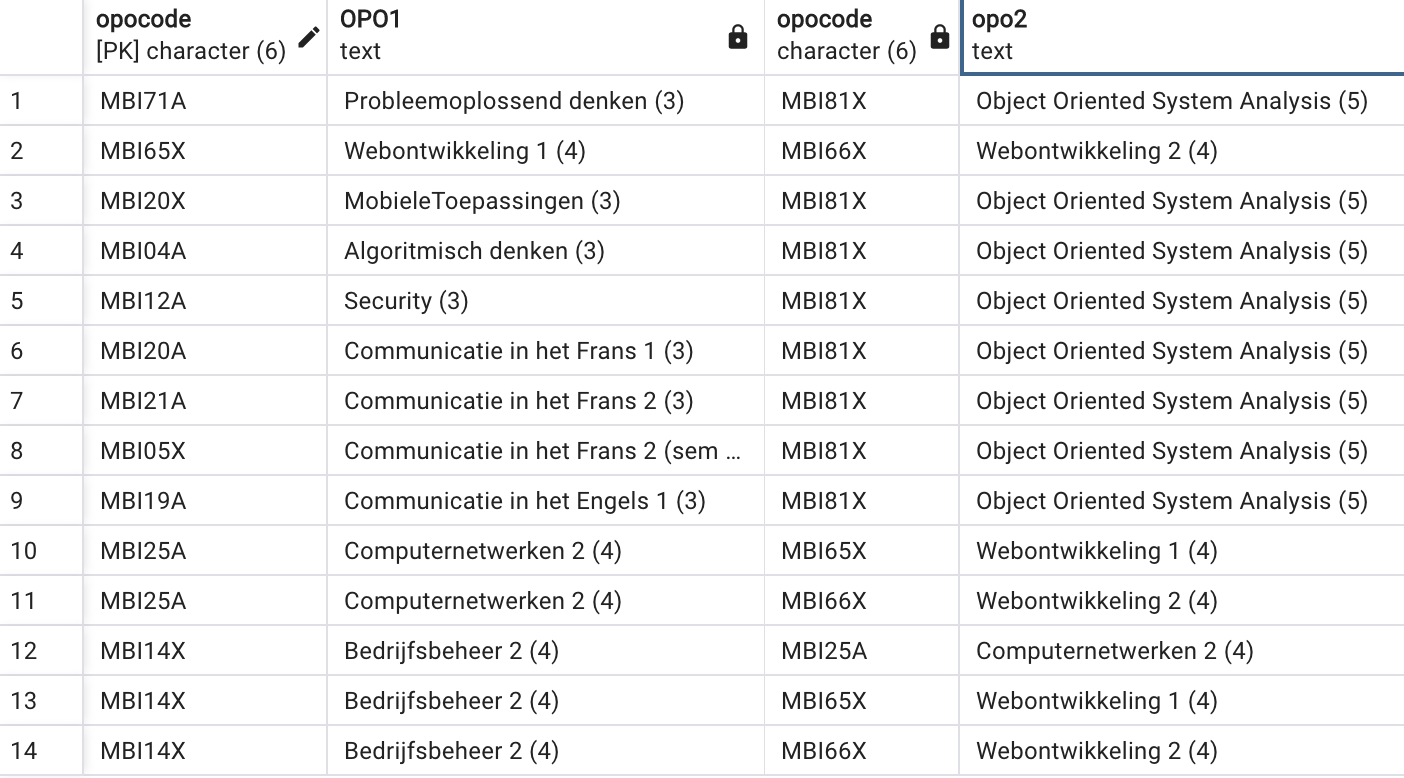 opocode OPO1 opocode opo2
[PK] character (6) text character (6) text
1 MBI71A Probleemoplossend denken (3) MBI81X Object Oriented System Analysis (5)
2 MBI65X Webontwikkeling 1 (4) MBI66X Webontwikkeling 2 (4)
3 MBI20X MobieleToepassingen (3) MBI81X Object Oriented System Analysis (5)
4 MBI04A Algoritmisch denken (3) MBI81X Object Oriented System Analysis (5)
5 MBI12A Security (3) MBI81X Object Oriented System Analysis (5)
6 MBI20A Communicatie in het Frans 1 (3) MBI81X Object Oriented System Analysis (5)
7 MBI21A Communicatie in het Frans 2 (3) MBI81X Object Oriented System Analysis (5)
8 MBI05X Communicatie in het Frans 2 (sem ... MBI81X Object Oriented System Analysis (5)
9 MBI19A Communicatie in het Engels 1 (3) MBI81X Object Oriented System Analysis (5)
10 MBI25A Computernetwerken 2 (4) MBI65X Webontwikkeling 1 (4)
11 MBI25A Computernetwerken 2 (4) MBI66X Webontwikkeling 2 (4)
12 MBI14X Bedrijfsbeheer 2 (4) MBI25A Computernetwerken 2 (4)
13 MBI14X Bedrijfsbeheer 2 (4) MBI65X Webontwikkeling 1 (4)
14 MBI14X Bedrijfsbeheer 2 (4) MBI66X Webontwikkeling 2 (4)